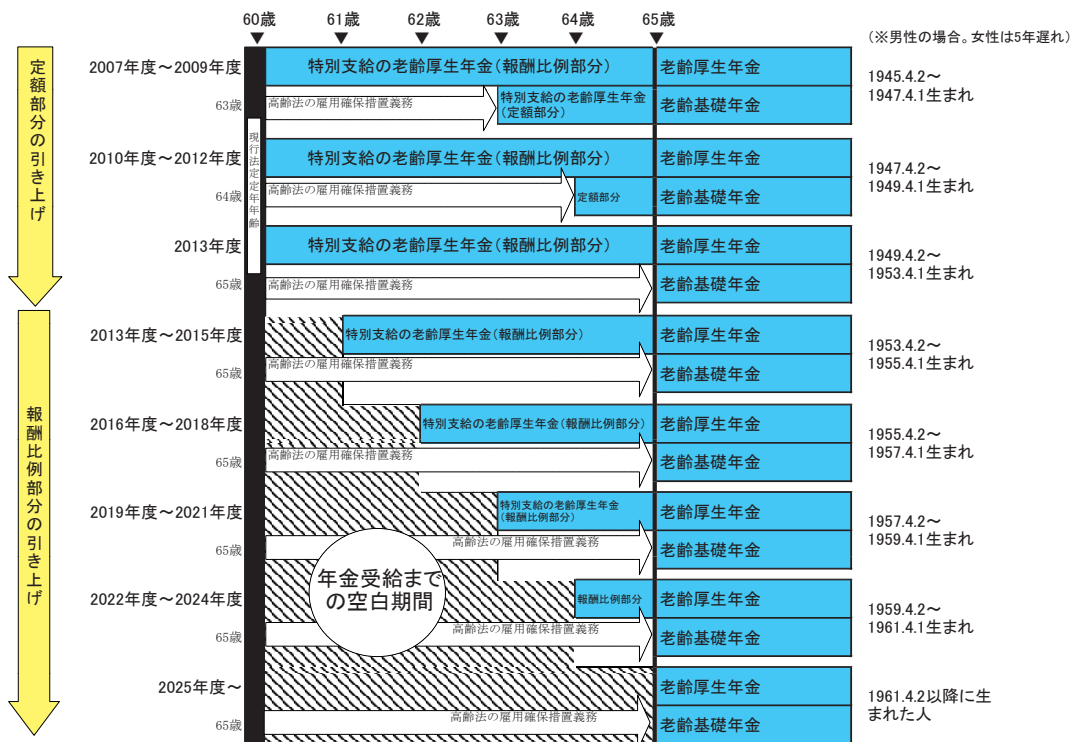 60歳 61歳 62歳 63歳 64歳 65歳
(※男性の場合。女性は5年遅れ)
定額部分の引き上げ
現行法定定年年齢
2007年度～2009年度 特別支給の老齢厚生年金(報酬比例部分) 老齢厚生年金
63歳 高齢法の雇用確保措置義務 特別支給の老齢厚生年金
(定額部分)
老齢基礎年金
1945.4.2～
1947.4.1生まれ
2010年度～2012年度 特別支給の老齢厚生年金(報酬比例部分) 老齢厚生年金
64歳 高齢法の雇用確保措置義務 定額部分 老齢基礎年金
1947.4.2～
1949.4.1生まれ
2013年度 特別支給の老齢厚生年金(報酬比例部分) 老齢厚生年金
65歳 高齢法の雇用確保措置義務 老齢基礎年金
1949.4.2～
1953.4.1生まれ
報酬比例部分の引き上げ
2013年度～2015年度 特別支給の老齢厚生年金(報酬比例部分) 老齢厚生年金
65歳 高齢法の雇用確保措置義務 老齢基礎年金
1953.4.2～
1955.4.1生まれ
2016年度～2018年度 特別支給の老齢厚生年金(報酬比例部分) 老齢厚生年金
65歳 高齢法の雇用確保措置義務 老齢基礎年金
1955.4.2～
1957.4.1生まれ
2019年度～2021年度 特別支給の老齢厚生年金
(報酬比例部分)
老齢厚生年金
65歳 高齢法の雇用確保措置義務 老齢基礎年金
1957.4.2～
1959.4.1生まれ
年金受給まで
の空白期間
2022年度～2024年度 報酬比例部分 老齢厚生年金
65歳 高齢法の雇用確保措置義務 老齢基礎年金
1959.4.2～
1961.4.1生まれ
2025年度～ 老齢厚生年金
65歳 高齢法の雇用確保措置義務 老齢基礎年金
1961.4.2以降に生
まれた人